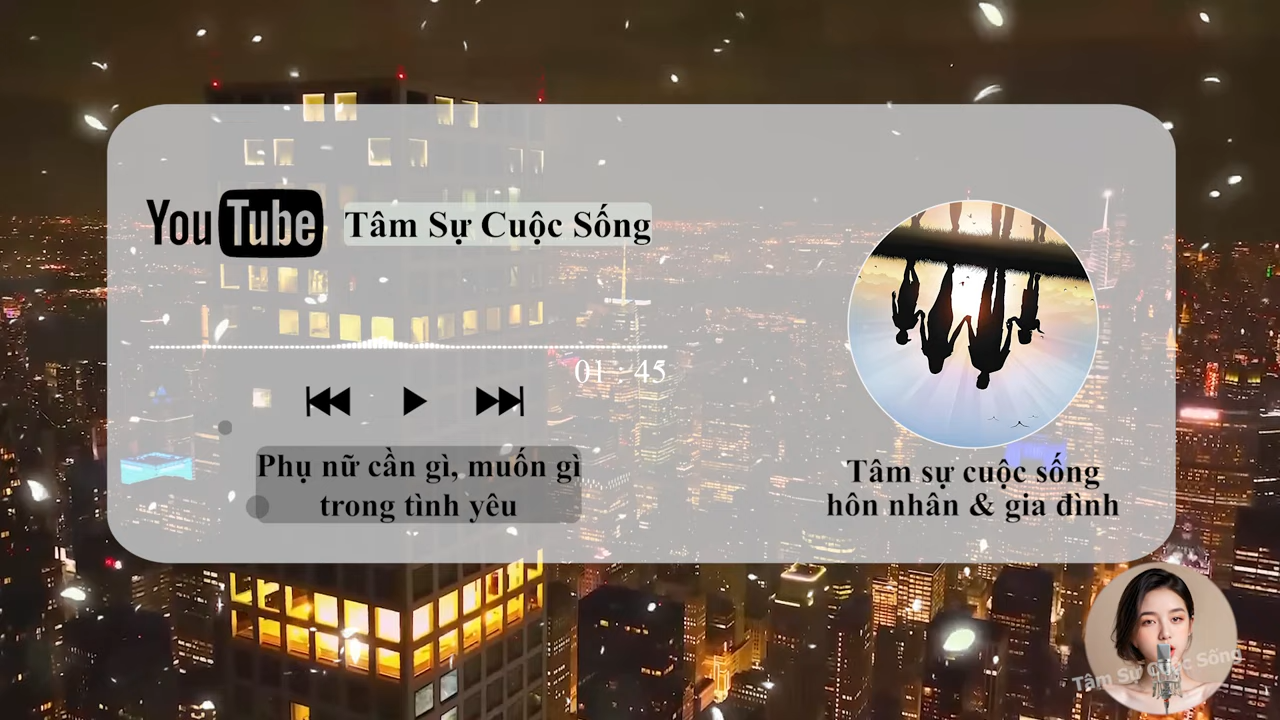 YouTube
Tâm Sự Cuộc Sống
01 : 45
Phụ nữ cần gì, muốn gì
trong tình yêu
Tâm sự cuộc sống
hôn nhân & gia đình
Tâm Sự Cuộc Sống